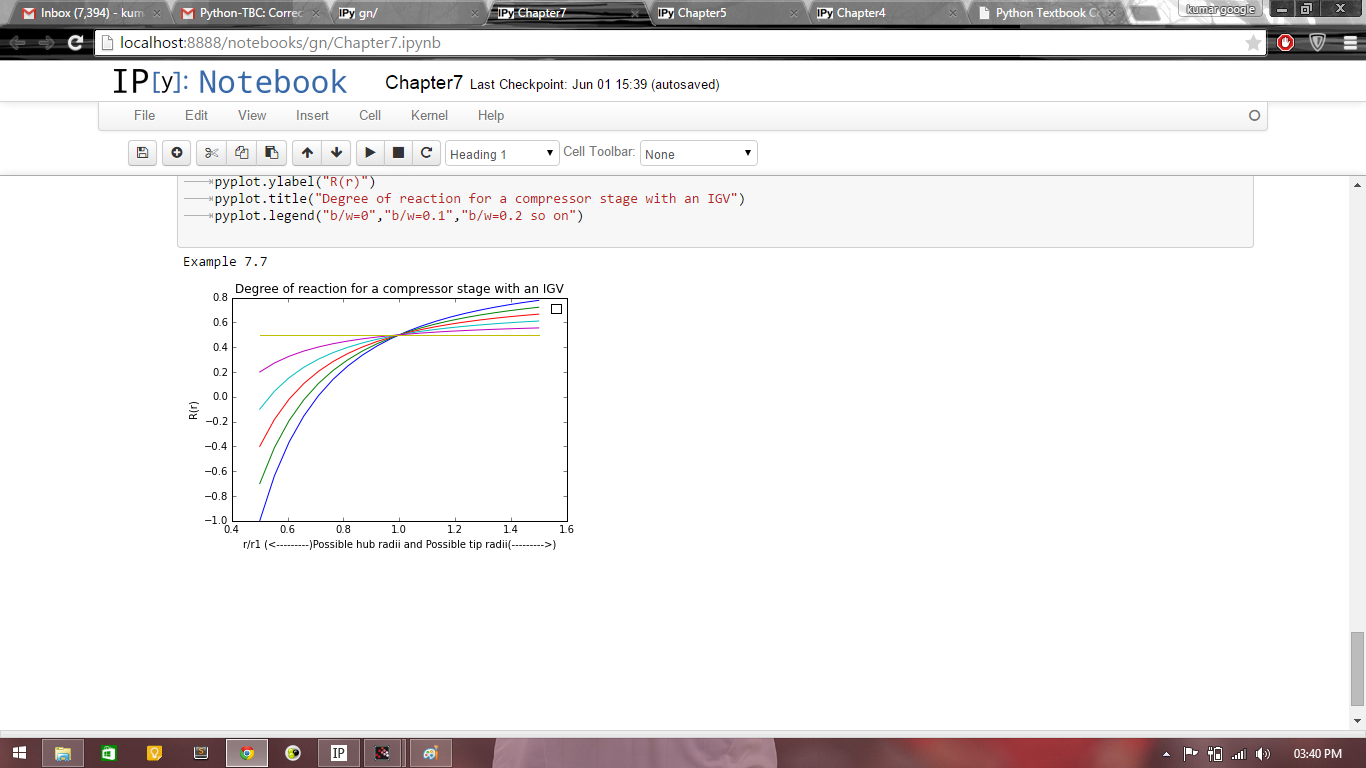 Inbox (7,394) - kum
Python-TBC: Correc
IPy gn/
IPy Chapter7
IPy Chapter5
IPy Chapter4
Python Textbook Co
kumar google
localhost:8888/notebooks/gn/Chapter7.ipynb
IP[y]: Notebook Chapter7 Last Checkpoint: Jun 01 15:39 (autosaved)
File Edit View Insert Cell Kernel Help
Heading 1 Cell Toolbar: None
pyplot.ylabel("R(r)")
pyplot.title("Degree of reaction for a compressor stage with an IGV")
pyplot.legend("b/w=0","b/w=0.1","b/w=0.2 so on")
Example 7.7
Degree of reaction for a compressor stage with an IGV
0.8
0.6
0.4
0.2
0.0
R(r)
−0.2
−0.4
−0.6
−0.8
−1.0
0.4 0.6 0.8 1.0 1.2 1.4 1.6
r/r1 (<---------)Possible hub radii and Possible tip radii(--------->)
IP
03:40 PM